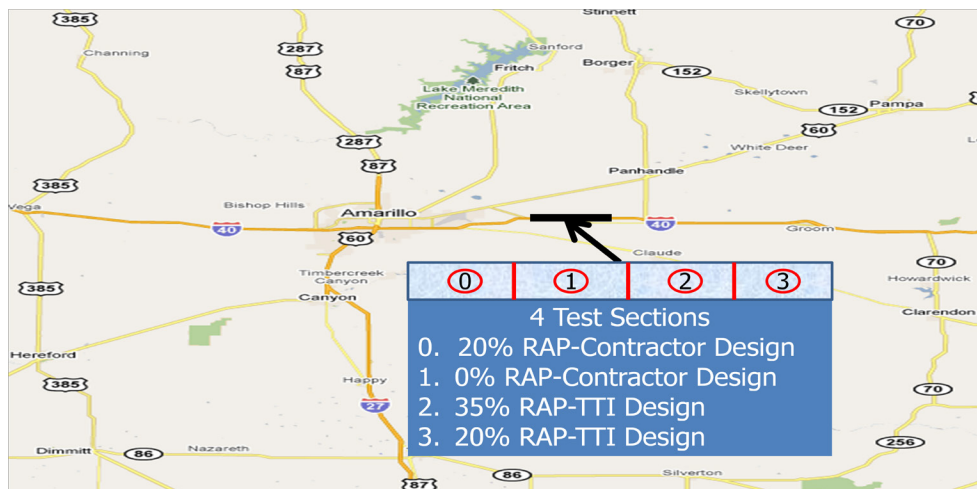 385
Channing
287
87
Stinnett
Sanford
Fritch
Borger
70
152
Skellytown
Lake Meredith
National
Recreation Area
152
Pampa
60
White Deer
287
87
Panhandle
385
Vega
Bishop Hills
Amarillo
40
60
40
Groom
Claude
Timbercreek
Canyon
Canyon
70
Howardwick
Clarendon
385
0 1 2 3
4 Test Sections
0. 20% RAP-Contractor Design
1. 0% RAP-Contractor Design
2. 35% RAP-TTI Design
3. 20% RAP-TTI Design
Hereford
385
Happy
27
70
Dimmitt
86
Nazareth
256
86
Silverton
87